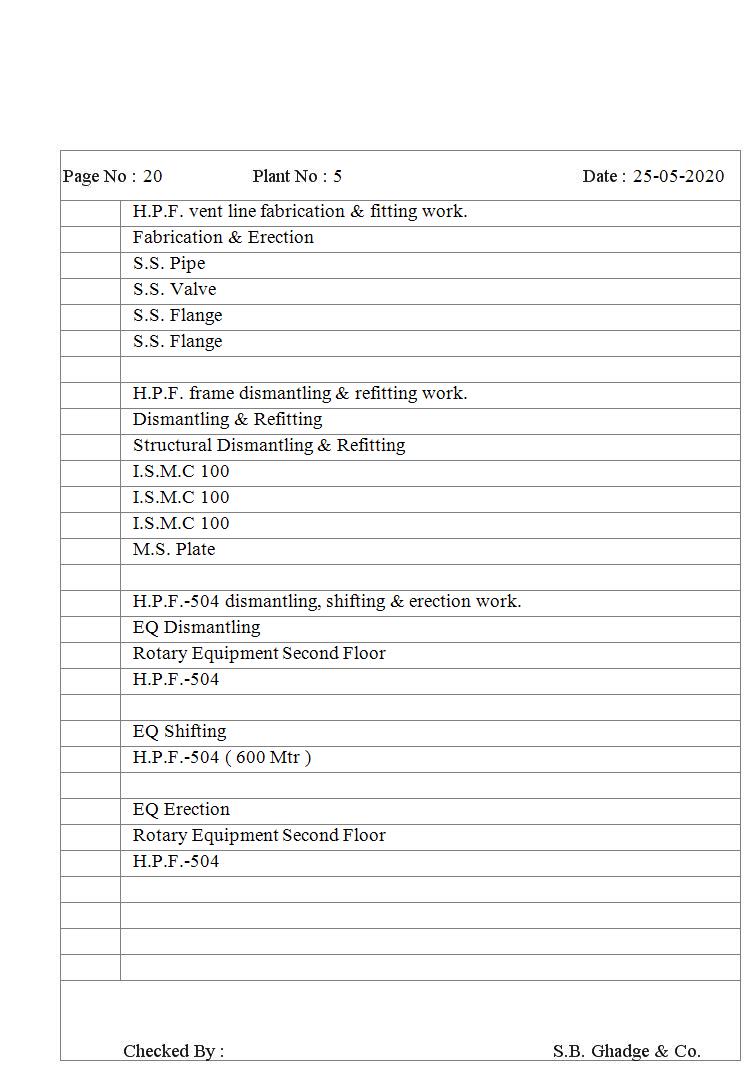 Page No : 20 Plant No : 5 Date : 25-05-2020
H.P.F. vent line fabrication & fitting work.
Fabrication & Erection
S.S. Pipe
S.S. Valve
S.S. Flange
S.S. Flange
H.P.F. frame dismantling & refitting work.
Dismantling & Refitting
Structural Dismantling & Refitting
I.S.M.C 100
I.S.M.C 100
I.S.M.C 100
M.S. Plate
H.P.F.-504 dismantling, shifting & erection work.
EQ Dismantling
Rotary Equipment Second Floor
H.P.F.-504
EQ Shifting
H.P.F.-504 ( 600 Mtr )
EQ Erection
Rotary Equipment Second Floor
H.P.F.-504
Checked By : S.B. Ghadge & Co.